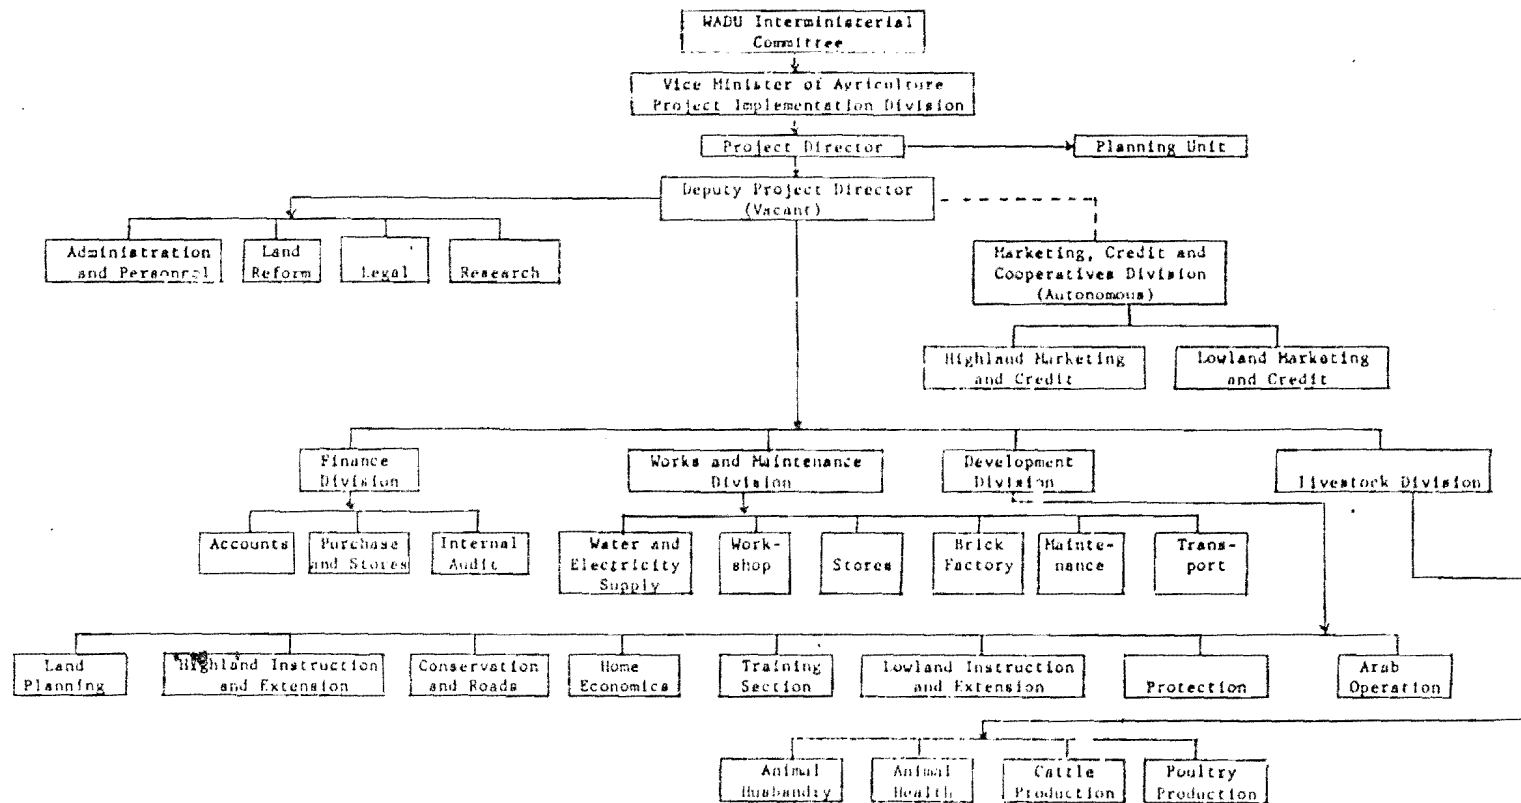 WADU Interministerial
Committee
Vice Minister of Agriculture
Project Implementation Division
Project Director
Planning Unit
Deputy Project Director
(Vacant)
Administration
and Personnel
Land
Reform
Legal
Research
Marketing, Credit and
Cooperatives Division
(Autonomous)
Highland Marketing
and Credit
Lowland Marketing
and Credit
Finance
Division
Works and Maintenance
Division
Development
Division
livestock Division
Accounts
Purchase
and Stores
Internal
Audit
Water and
Electricity
Supply
Work-
shop
Stores
Brick
Factory
Mainte-
nance
Trans-
port
Land
Planning
Highland Instruction
and Extension
Conservation
and Roads
Home
Economics
Training
Section
Lowland Instruction
and Extension
Protection
Arab
Operation
Animal
Husbandry
Animal
Health
Cattle
Production
Poultry
Production